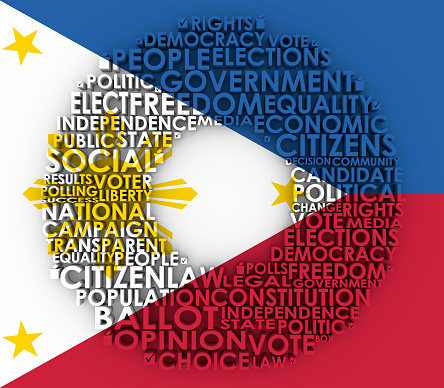 RIGHTS
DEMOCRACY VOTE
PEOPLE ELECTIONS
POLITIC GOVERNMENT
ELECT FREEDOM EQUALITY
INDEPENDENCE MEDIA ECONOMIC
PUBLIC STATE CITIZENS
SOCIAL DECISION COMMUNITY
RESULTS VOTER CANDIDATE
POLLING LIBERTY POLITICAL
SUCCESS CHANGE RIGHTS
NATIONAL VOTE MEDIA
CAMPAIGN ELECTIONS
TRANSPARENT DEMOCRACY
EQUALITY PEOPLE POLLS FREEDOM
CITIZEN LAW LEGAL GOVERNMENT
POPULATION CONSTITUTION
BALLOT INDEPENDENCE
STATE POLITIC
OPINION VOTE BOX
CHOICE LAW LAW